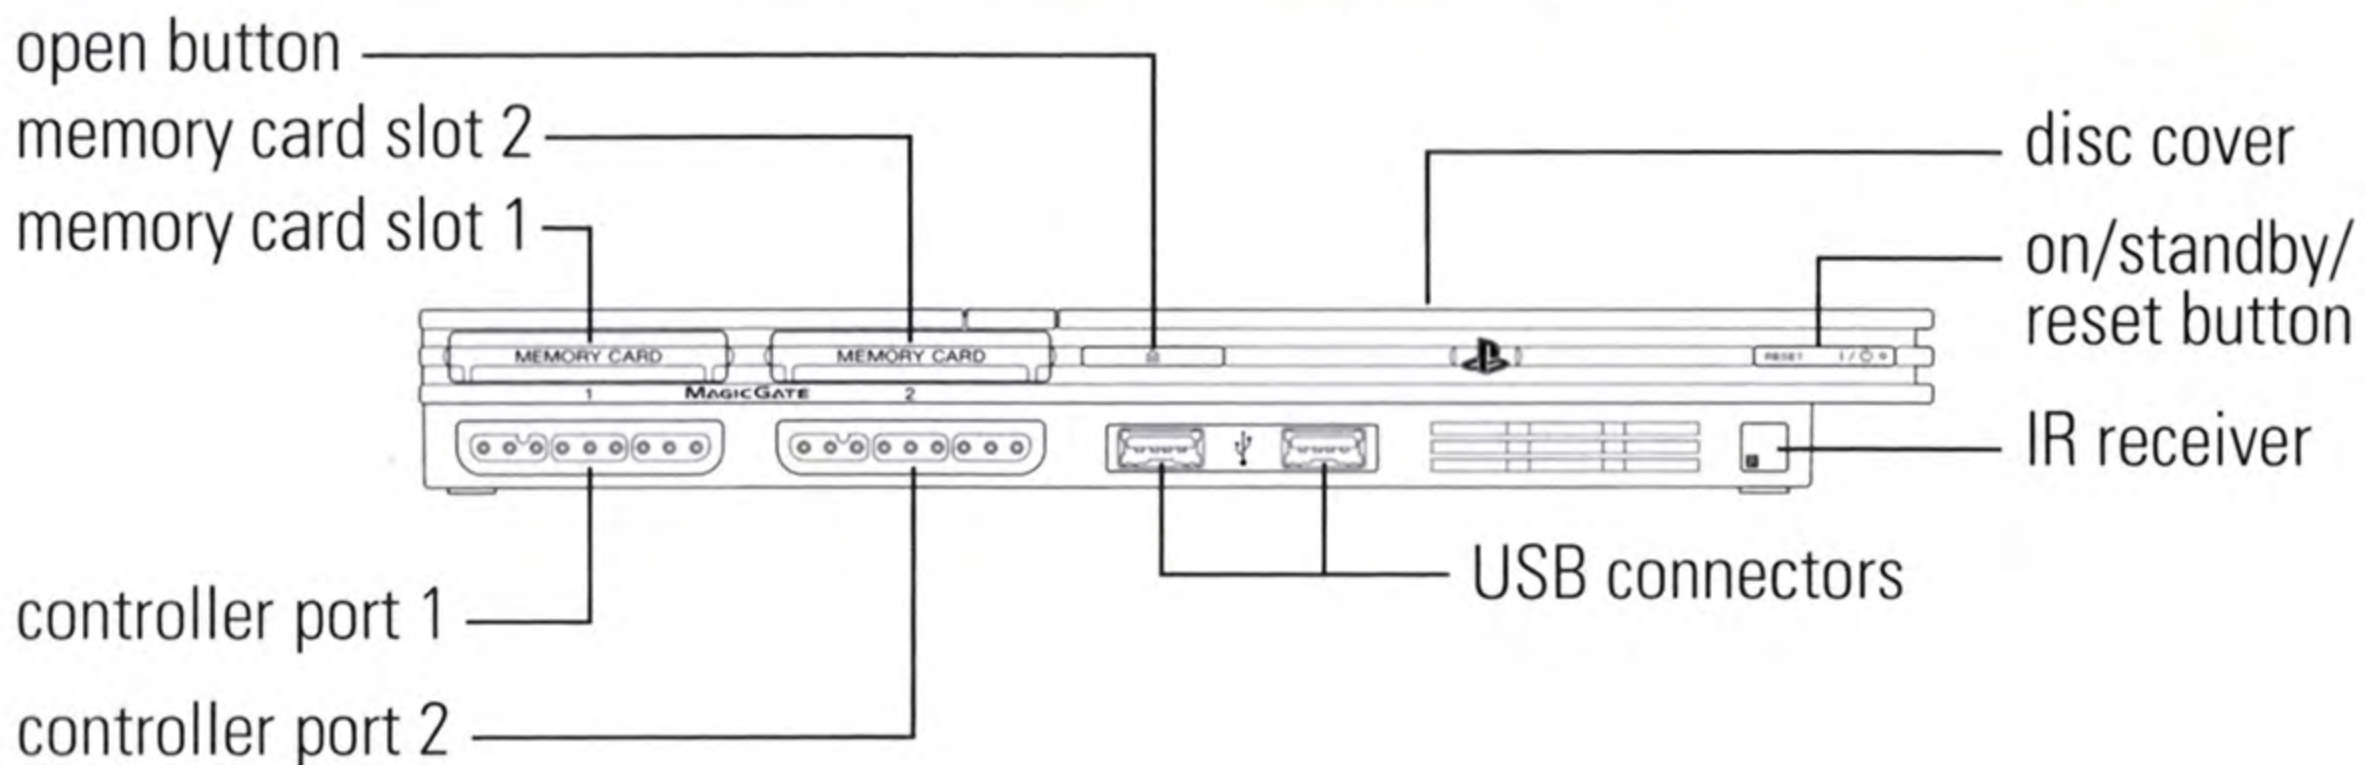 open button
memory card slot 2
memory card slot 1
disc cover
on/standby/
reset button
MEMORY CARD
MEMORY CARD
RESET I/
1
MAGICGATE
2
IR receiver
USB connectors
controller port 1
controller port 2